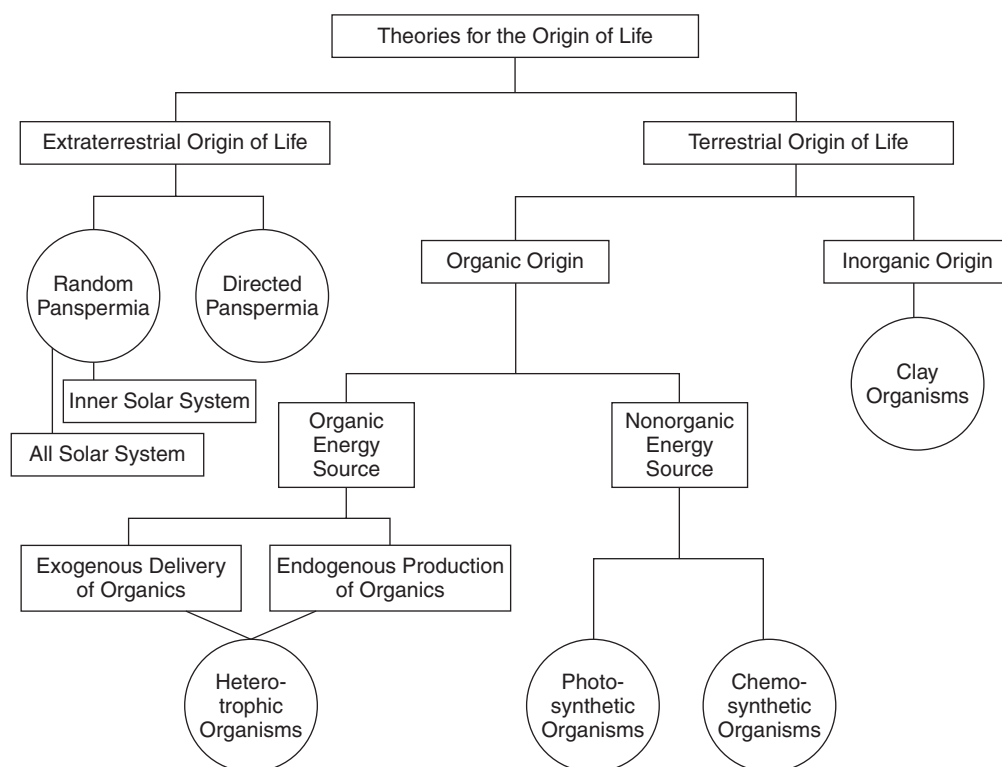 Theories for the Origin of Life
Extraterrestrial Origin of Life
Terrestrial Origin of Life
Organic Origin
Inorganic Origin
Random
Panspermia
Directed
Panspermia
Clay
Organisms
Inner Solar System
All Solar System
Organic
Energy
Source
Nonorganic
Energy
Source
Exogenous Delivery
of Organics
Endogenous Production
of Organics
Hetero-
trophic
Organisms
Photo-
synthetic
Organisms
Chemo-
synthetic
Organisms